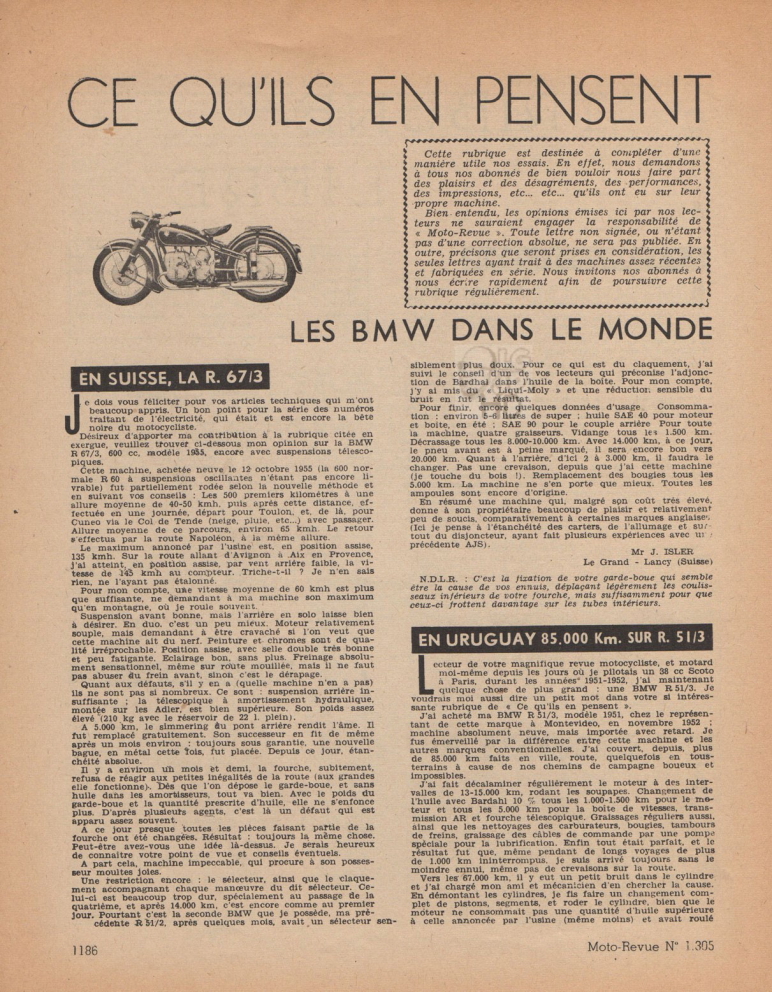 CE QU'ILS EN PENSENT
Cette rubrique est destinée à compléter d'une
manière utile nos essais. En effet, nous demandons
à tous nos abonnés de bien vouloir nous faire part
des plaisirs et des désagréments, des performances,
des impressions, etc... etc... qu'ils ont eu sur leur
propre machine.
Bien entendu, les opinions émises ici par nos lec-
teurs ne sauraient engager la responsabilité de
« Moto-Revue ». Toute lettre non signée, ou n'étant
pas d'une correction absolue, ne sera pas publiée. En
outre, précisons que seront prises en considération, les
seules lettres ayant trait à des machines assez récentes
et fabriquées en série. Nous invitons nos abonnés à
nous écrire rapidement afin de poursuivre cette
rubrique régulièrement.
LES BMW DANS LE MONDE
EN SUISSE, LA R. 67/3
Je dois vous féliciter pour vos articles techniques qui m'ont
beaucoup appris. Un bon point pour la série des numéros
traitant de l'électricité, qui était et est encore la bête
noire du motocycliste.
Désireux d'apporter ma contribution à la rubrique citée en
exergue, veuillez trouver ci-dessous mon opinion sur la BMW
R 67/3, 600 cc, modèle 1955, encore avec suspensions télesco-
piques.
Cette machine, achetée neuve le 12 octobre 1955 (la 600 nor-
male R 60 à suspensions oscillantes n'étant pas encore li-
vrable) fut partiellement rodée selon la nouvelle méthode et
en suivant vos conseils : Les 500 premiers kilomètres à une
allure moyenne de 40-50 kmh, puis après cette distance, ef-
fectués en une journée, départ pour Toulon, et, de là, pour
Cuneo via le Col de Tende (neige, pluie, etc...) avec passager.
Allure moyenne de ce parcours, environ 65 kmh. Le retour
s'effectua par la route Napoléon, à la même allure.
Le maximum annoncé par l'usine est, en position assise,
135 kmh. Sur la route allant d'Avignon à Aix en Provence,
j'ai atteint, en position assise, par vent arrière faible, la vi-
tesse de 145 kmh au compteur. Triche-t-il ? Je n'en sais
rien, ne l'ayant pas étalonné.
Pour mon compte, une vitesse moyenne de 60 kmh est plus
que suffisante, ne demandant à ma machine son maximum
qu'en montagne, où je roule souvent.
Suspension avant bonne, mais l'arrière en solo laisse bien
à désirer. En duo, c'est un peu mieux. Moteur relativement
souple, mais demandant à être cravaché si l'on veut que
cette machine ait du nerf. Peinture et chromes sont de qua-
lité irréprochable. Position assise, avec selle double très bonne
et peu fatigante. Eclairage bon, sans plus. Freinage absolu-
ment sensationnel, même sur route mouillée, mais il ne faut
pas abuser du frein avant, sinon c'est le dérapage.
Quant aux défauts, s'il y en a (quelle machine n'en a pas)
ils ne sont pas si nombreux. Ce sont : suspension arrière in-
suffisante ; la télescopique à amortissement hydraulique,
montée sur les Adler, est bien supérieure. Son poids assez
élevé (210 kg avec le réservoir de 22 l. plein).
A 5.000 km, le simmering du pont arrière rendit l'âme. Il
fut remplacé gratuitement. Son successeur en fit de même
après un mois environ : toujours sous garantie, une nouvelle
bague, en métal cette fois, fut placée. Depuis ce jour, étan-
chéité absolue.
Il y a environ un mois et demi, la fourche, subitement,
refusa de réagir aux petites inégalités de la route (aux grandes
elle fonctionne). Dès que l'on dépose le garde-boue, et sans
huile dans les amortisseurs, tout va bien. Avec le poids du
garde-boue et la quantité prescrite d'huile, elle ne s'enfonce
plus. D'après plusieurs agents, c'est là un défaut qui est
apparu assez souvent.
A ce jour presque toutes les pièces faisant partie de la
fourche ont été changées. Résultat : toujours la même chose.
Peut-être avez-vous une idée là-dessus. Je serais heureux
de connaître votre point de vue et conseils éventuels.
A part cela, machine impeccable, qui procure à son posses-
seur moultes joies.
Une restriction encore : le sélecteur, ainsi que le claque-
ment accompagnant chaque manœuvre du dit sélecteur. Ce-
lui-ci est beaucoup trop dur, spécialement au passage de la
quatrième, et après 14.000 km, c'est encore comme au premier
jour. Pourtant c'est la seconde BMW que je possède, ma pré-
cédente R 51/2, après quelques mois, avait un sélecteur sen-
siblement plus doux. Pour ce qui est du claquement, j'ai
suivi le conseil d'un de vos lecteurs qui préconise l'adjonc-
tion de Bardhal dans l'huile de la boite. Pour mon compte,
j'y ai mis du « Liqui-Moly » et une réduction sensible du
bruit en fut le résultat.
Pour finir, encore quelques données d'usage. Consomma-
tion : environ 5-6 litres de super ; huile SAE 40 pour moteur
et boite, en été ; SAE 90 pour le couple arrière Pour toute
la machine, quatre graisseurs. Vidange tous les 1.500 km.
Décrassage tous les 8.000-10.000 km. Avec 14.000 km, à ce jour,
le pneu avant est à peine marqué, il sera encore bon vers
20.000 km. Quant à l'arrière, d'ici 2 à 3.000 km, il faudra le
changer. Pas une crevaison, depuis que j'ai cette machine
(je touche du bois !). Remplacement des bougies tous les
5.000 km. La machine ne s'en porte que mieux. Toutes les
ampoules sont encore d'origine.
En résumé une machine qui, malgré son coût très élevé,
donne à son propriétaire beaucoup de plaisir et relativement
peu de soucis, comparativement à certaines marques anglaises.
(Ici je pense à l'étanchéité des carters, de l'allumage et sur-
tout du disjoncteur, ayant fait plusieurs expériences avec
précédente AJS).
Mr J. ISLER
Le Grand - Lancy (Suisse)
N.D.L.R. : C'est la fixation de votre garde-boue qui semble
être la cause de vos ennuis, déplaçant légèrement les coulis-
seaux inférieurs de votre fourche, mais suffisamment pour que
ceux-ci frottent davantage sur les tubes intérieurs.
EN URUGUAY 85.000 Km. SUR R. 51/3
Lecteur de votre magnifique revue motocycliste, et motard
moi-même depuis les jours où je pilotais un 38 cc Scoto
à Paris, durant les années 1951-1952, j'ai maintenant
quelque chose de plus grand : une BMW R 51/3. Je
voudrais moi aussi dire un petit mot dans votre si intéres-
sante rubrique de « Ce qu'ils en pensent ».
J'ai acheté ma BMW R 51/3, modèle 1951, chez le représen-
tant de cette marque à Montevideo, en novembre 1952 ;
machine absolument neuve, mais importée avec retard. Je
fus émerveillé par la différence entre cette machine et les
autres marques conventionnelles. J'ai couvert, depuis, plus
de 85.000 km faits en ville, route, quelquefois en tous-
terrains à cause de nos chemins de campagne boueux et
impossibles.
J'ai fait décalaminer régulièrement le moteur à des inter-
valles de 13-15.000 km, rodant les soupapes. Changement de
l'huile avec Bardahl 10 % tous les 1.000-1.500 km pour le mo-
teur et tous les 5.000 km pour la boite de vitesses, trans-
mission AR et fourche télescopique. Graissages réguliers aussi,
ainsi que les nettoyages des carburateurs, bougies, tambours
de freins, graissage des câbles de commande par une pompe
spéciale pour la lubrification. Enfin tout était parfait, et le
résultat fut que, même pendant de longs voyages de plus
de 1.000 km ininterrompus, je suis arrivé toujours sans le
moindre ennui, même pas de crevaisons sur la route.
Vers les 67.000 km, il y eut un petit bruit dans le cylindre
et j'ai chargé mon ami et mécanicien d'en chercher la cause.
En démontant les cylindres, je fis faire un changement com-
plet de pistons, segments, et roder le cylindre, bien que le
moteur ne consommait pas une quantité d'huile supérieure
à celle annoncée par l'usine (même moins) et avait roulé
1186
Moto-Revue N° 1.305